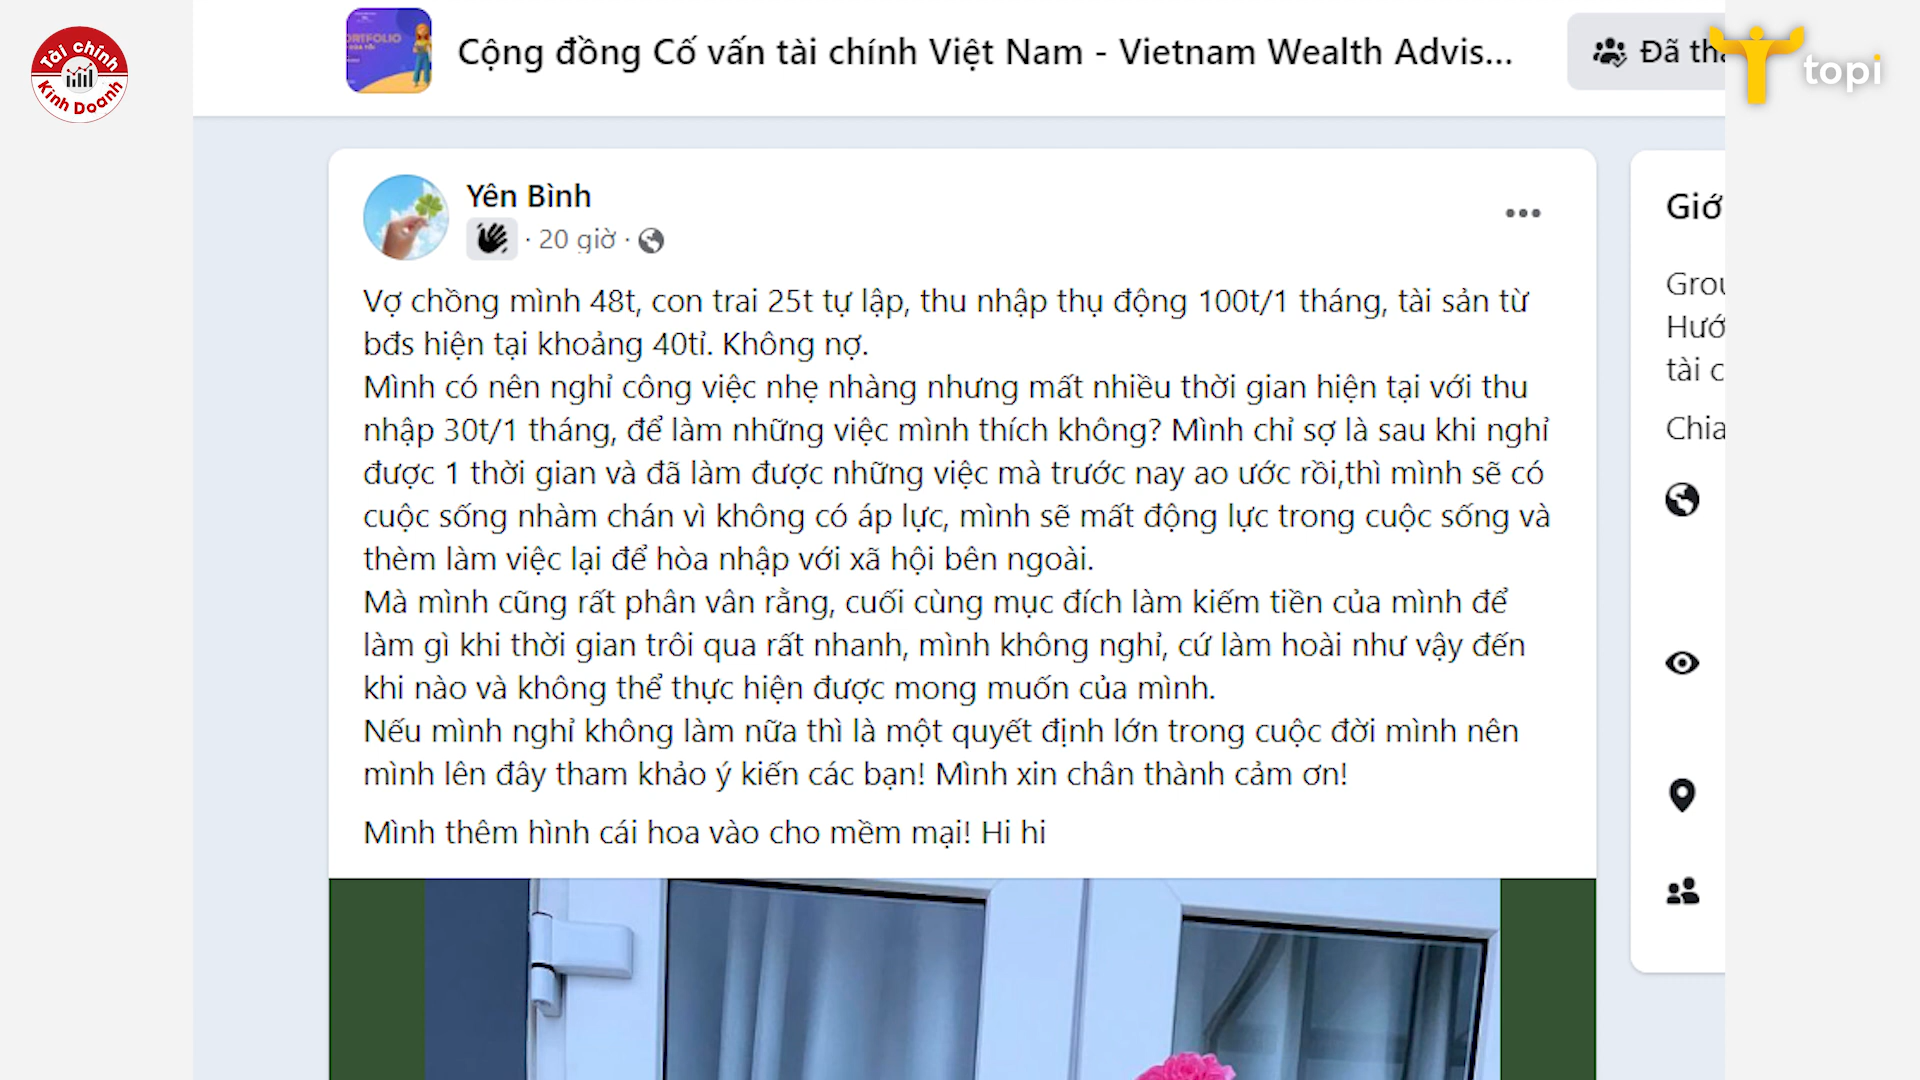 Tài chính
Kinh Doanh
Cộng đồng Cố vấn tài chính Việt Nam - Vietnam Wealth Advis...
Đã
topi
Yên Bình
· 20 giờ ·
Vợ chồng mình 48t, con trai 25t tự lập, thu nhập thụ động 100t/1 tháng, tài sản từ
bđs hiện tại khoảng 40tỉ. Không nợ.
Mình có nên nghỉ công việc nhẹ nhàng nhưng mất nhiều thời gian hiện tại với thu
nhập 30t/1 tháng, để làm những việc mình thích không? Mình chỉ sợ là sau khi nghỉ
được 1 thời gian và đã làm được những việc mà trước nay ao ước rồi,thì mình sẽ có
cuộc sống nhàm chán vì không có áp lực, mình sẽ mất động lực trong cuộc sống và
thèm làm việc lại để hòa nhập với xã hội bên ngoài.
Mà mình cũng rất phân vân rằng, cuối cùng mục đích làm kiếm tiền của mình để
làm gì khi thời gian trôi qua rất nhanh, mình không nghỉ, cứ làm hoài như vậy đến
khi nào và không thể thực hiện được mong muốn của mình.
Nếu mình nghỉ không làm nữa thì là một quyết định lớn trong cuộc đời mình nên
mình lên đây tham khảo ý kiến các bạn! Mình xin chân thành cảm ơn!
Mình thêm hình cái hoa vào cho mềm mại! Hi hi
Giớ
Grou
Hướ
tài c
Chia